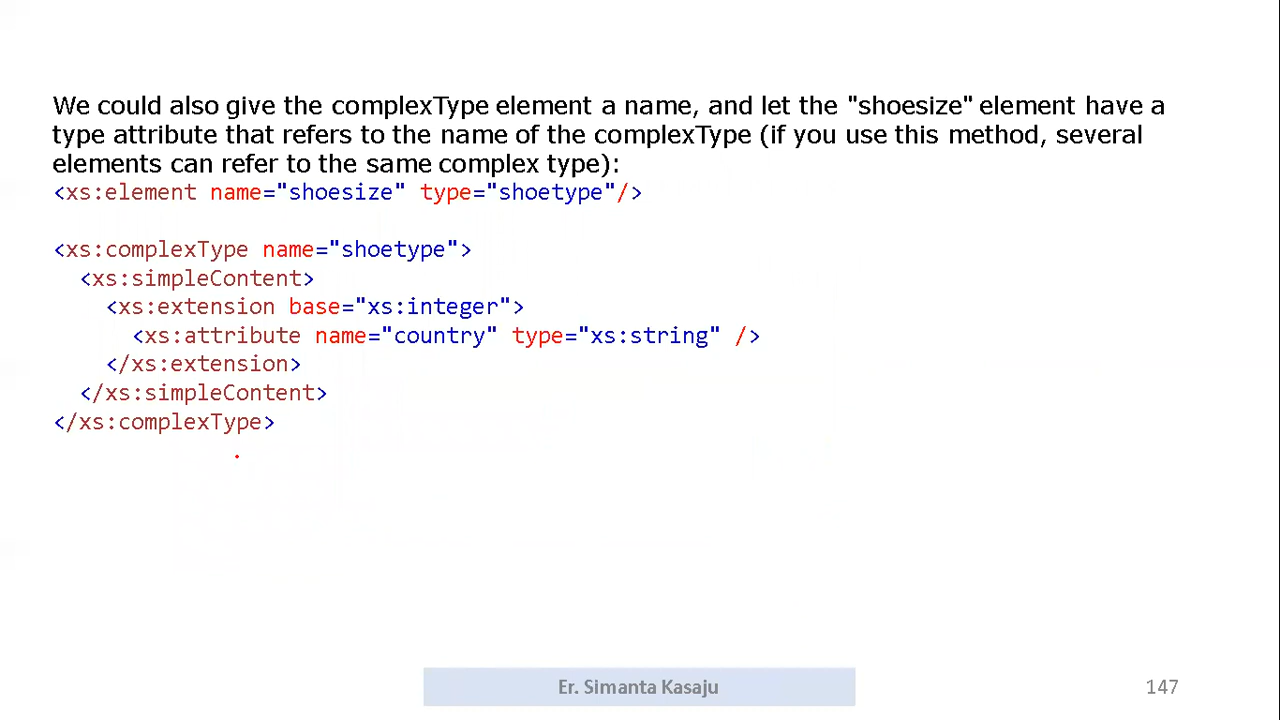 We could also give the complexType element a name, and let the "shoesize" element have a
type attribute that refers to the name of the complexType (if you use this method, several
elements can refer to the same complex type):
<xs:element name="shoesize" type="shoetype"/>
<xs:complexType name="shoetype">
  <xs:simpleContent>
    <xs:extension base="xs:integer">
      <xs:attribute name="country" type="xs:string" />
    </xs:extension>
  </xs:simpleContent>
</xs:complexType>
Er. Simanta Kasaju
147